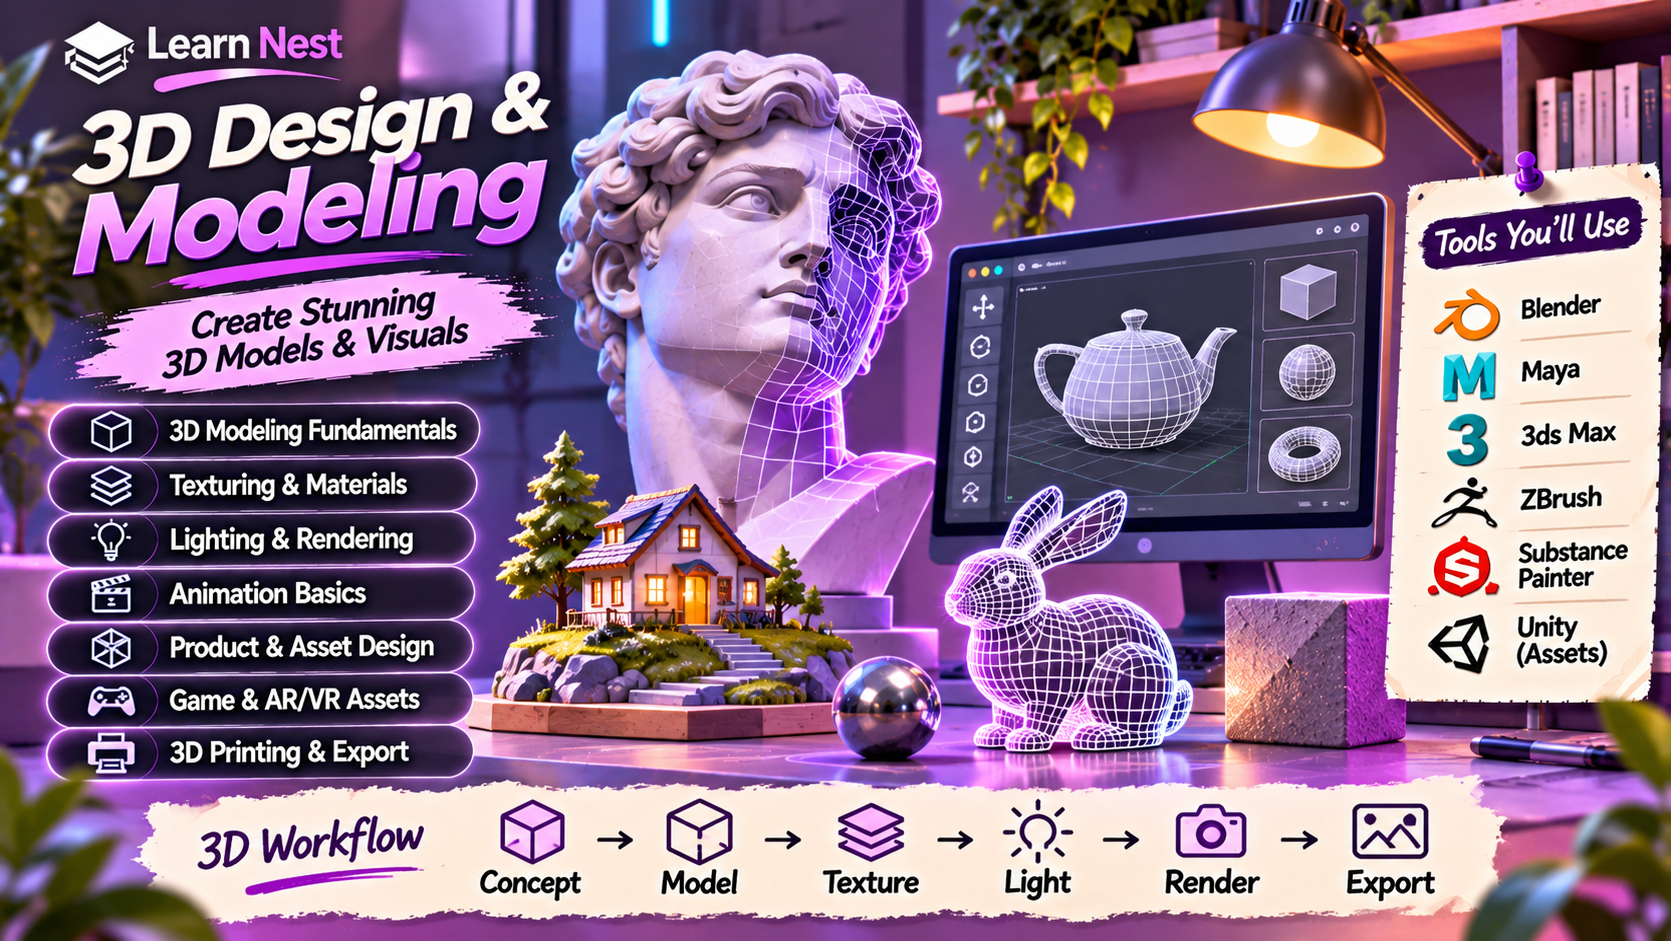 Learn Nest
3D Design &
Modeling
Create Stunning
3D Models & Visuals
3D Modeling Fundamentals
Texturing & Materials
Lighting & Rendering
Animation Basics
Product & Asset Design
Game & AR/VR Assets
3D Printing & Export
Tools You'll Use
Blender
M
Maya
3
3ds Max
ZBrush
S
Substance
Painter
Unity
(Assets)
3D Workflow
Concept
Model
Texture
Light
Render
Export